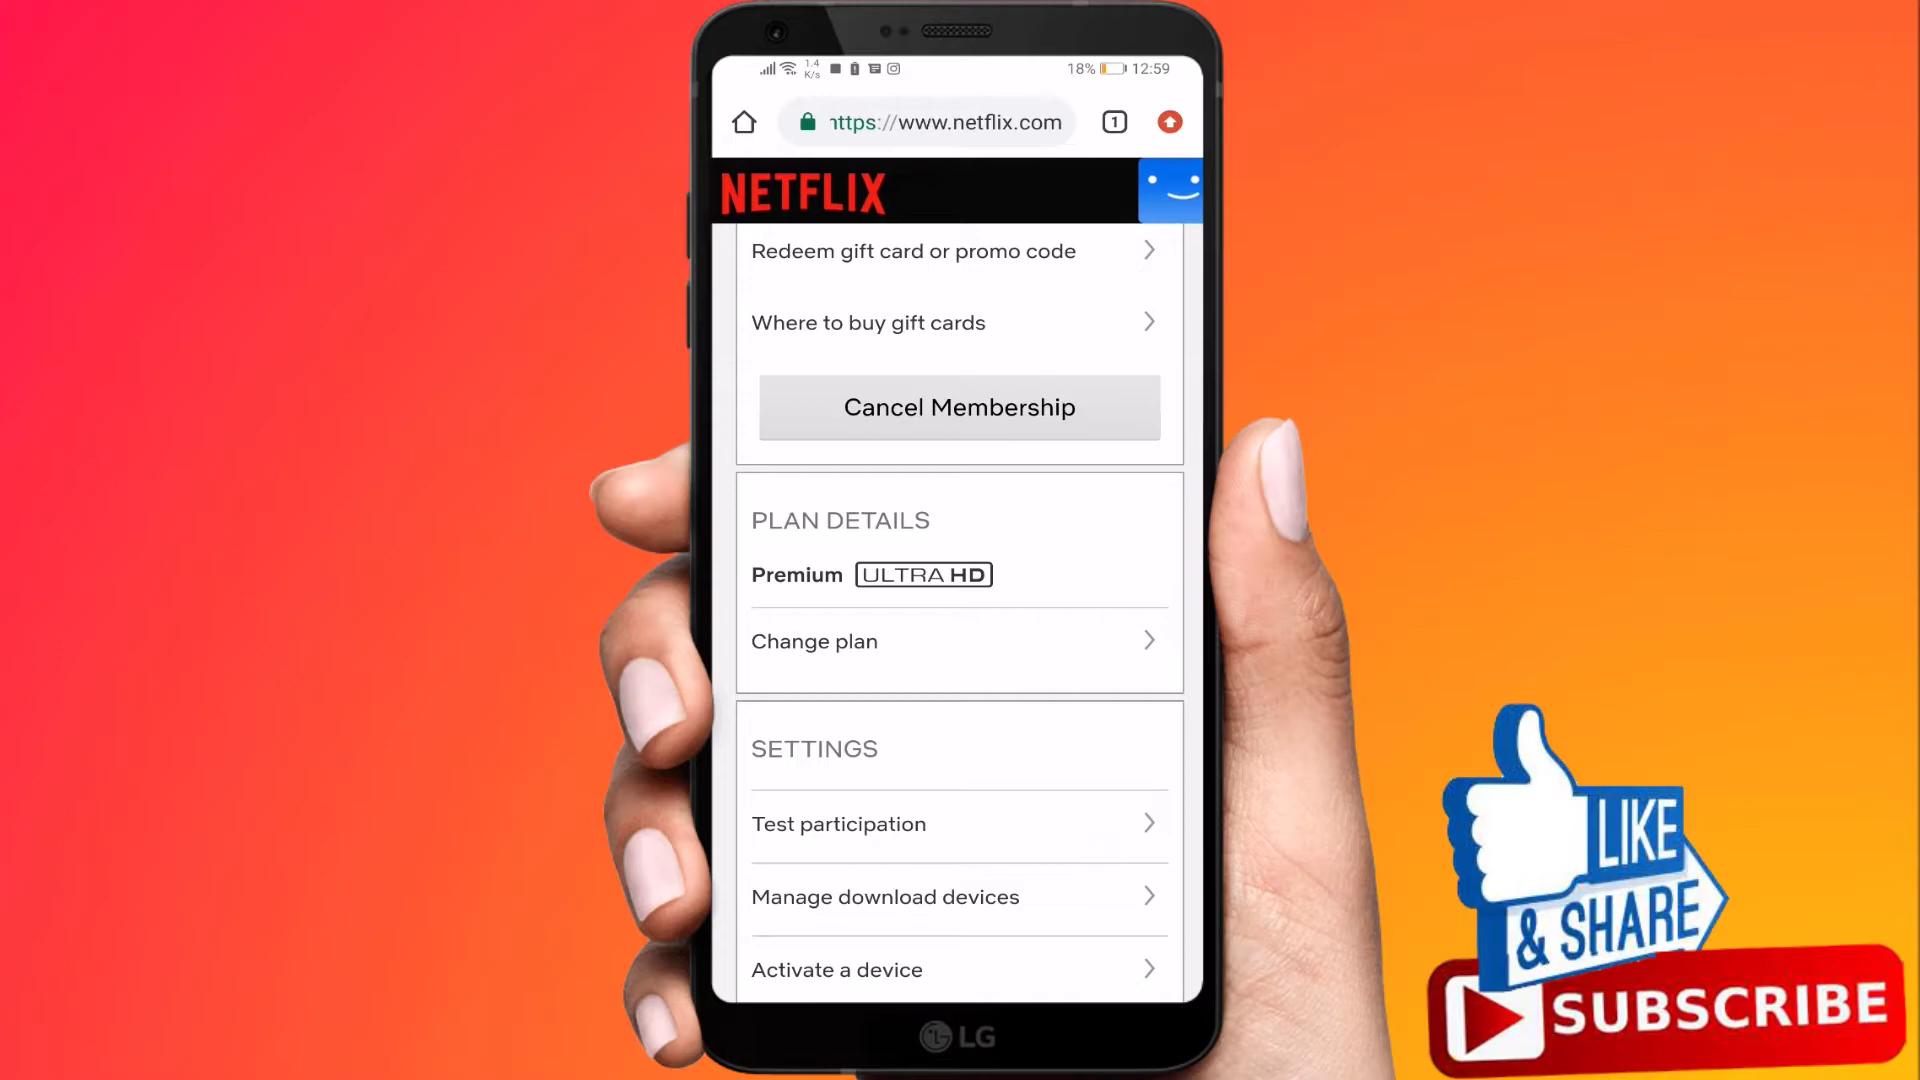 1.4
K/s
18% 12:59
https://www.netflix.com
1
NETFLIX
Redeem gift card or promo code
Where to buy gift cards
Cancel Membership
PLAN DETAILS
Premium ULTRA HD
Change plan
SETTINGS
Test participation
Manage download devices
Activate a device
LG
LIKE
& SHARE
SUBSCRIBE